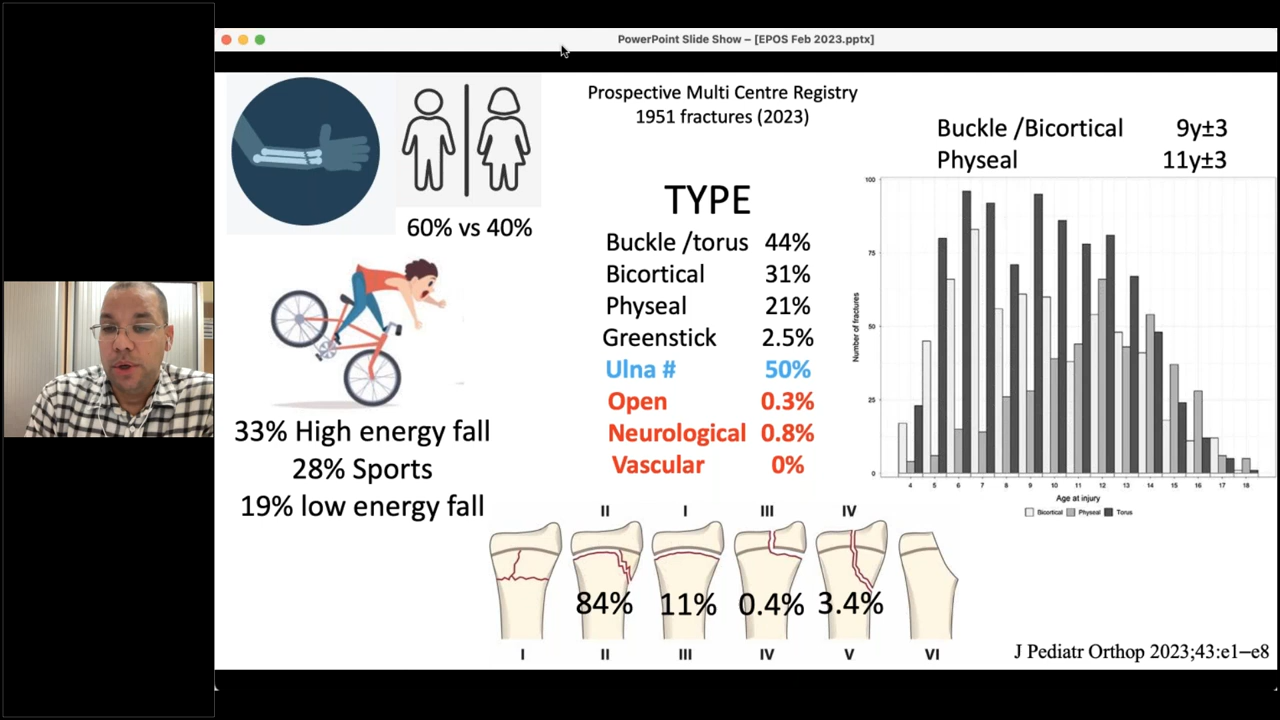 PowerPoint Slide Show – [EPOS Feb 2023.pptx]
Prospective Multi Centre Registry
1951 fractures (2023)
60% vs 40%
33% High energy fall
28% Sports
19% low energy fall
TYPE
Buckle /torus 44%
Bicortical 31%
Physeal 21%
Greenstick 2.5%
Ulna # 50%
Open 0.3%
Neurological 0.8%
Vascular 0%
Buckle /Bicortical 9y±3
Physeal 11y±3
100
75
50
25
0
Number of fractures
4 5 6 7 8 9 10 11 12 13 14 15 16 17 18
Age at injury
Bicortical Physeal Torus
II I III IV
84% 11% 0.4% 3.4%
I II III IV V VI
J Pediatr Orthop 2023;43:e1–e8